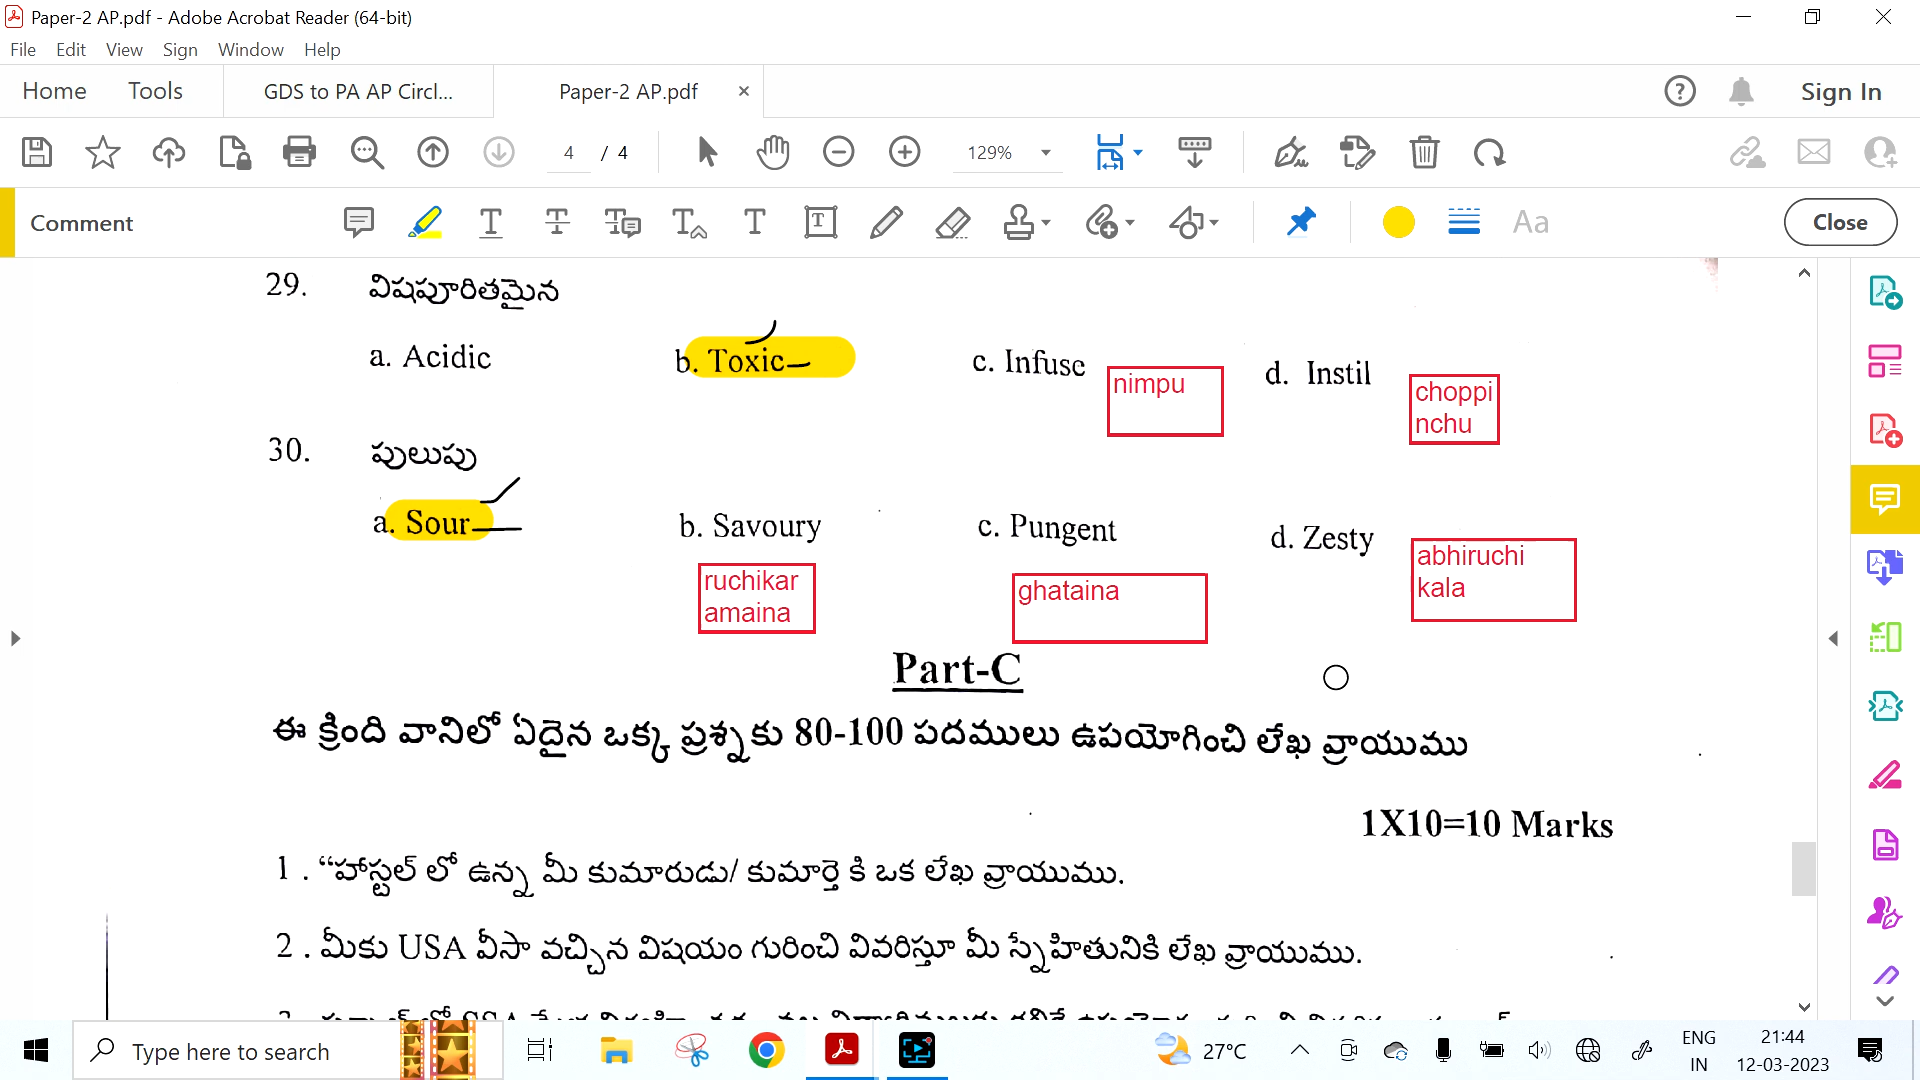 Paper-2 AP.pdf - Adobe Acrobat Reader (64-bit)
File Edit View Sign Window Help
Home Tools GDS to PA AP Circl... Paper-2 AP.pdf × Sign In
4 / 4 129%
Comment Aa Close
29. విషపూరితమైన
a. Acidic b. Toxic c. Infuse d. Instil
nimpu
choppi
nchu
30. పులుపు
a. Sour b. Savoury c. Pungent d. Zesty
ruchikar
amaina
ghataina
abhiruchi
kala
Part-C
ఈ క్రింది వానిలో ఏదైన ఒక్క ప్రశ్నకు 80-100 పదములు ఉపయోగించి లేఖ వ్రాయుము
1X10=10 Marks
1 . “హాస్టల్ లో ఉన్న మీ కుమారుడు/ కుమార్తె కి ఒక లేఖ వ్రాయుము.
2 . మీకు USA వీసా వచ్చిన విషయం గురించి వివరిస్తూ మీ స్నేహితునికి లేఖ వ్రాయుము.
Type here to search 27°C ENG IN 21:44 12-03-2023